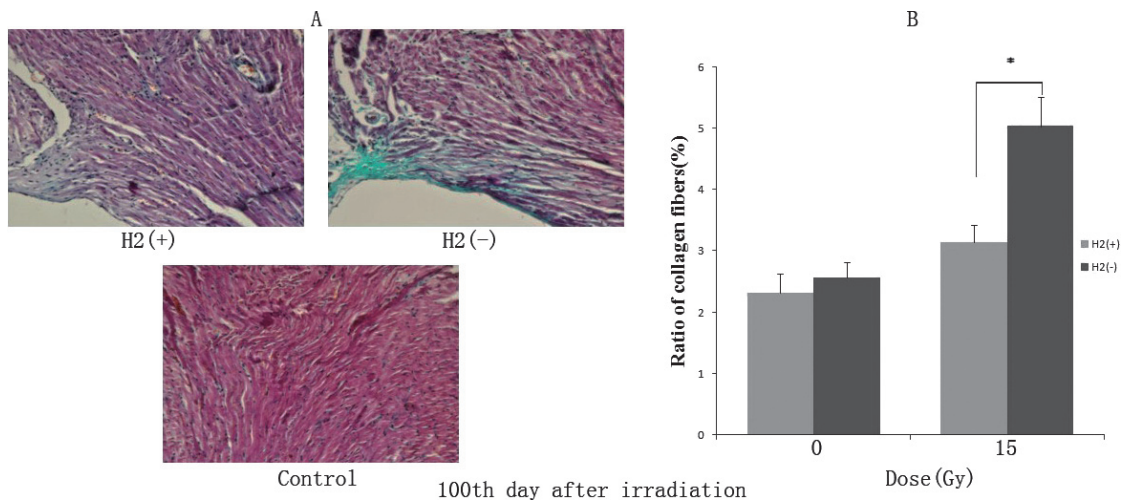 A
H2(+)
H2(-)
Control
100th day after irradiation
B
Ratio of collagen fibers(%)
6
5
4
3
2
1
0
*
H2(+)
H2(-)
0
15
Dose(Gy)